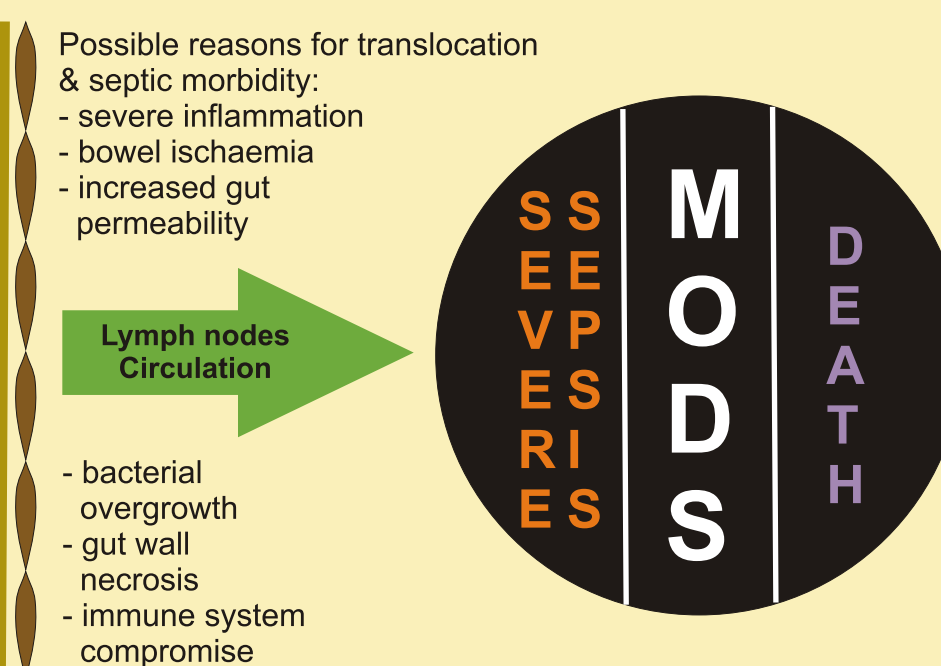 Possible reasons for translocation
& septic morbidity:
- severe inflammation
- bowel ischaemia
- increased gut
permeability
Lymph nodes
Circulation
- bacterial
overgrowth
- gut wall
necrosis
- immune system
compromise
SEVERE
SEPSIS
MODS
DEATH